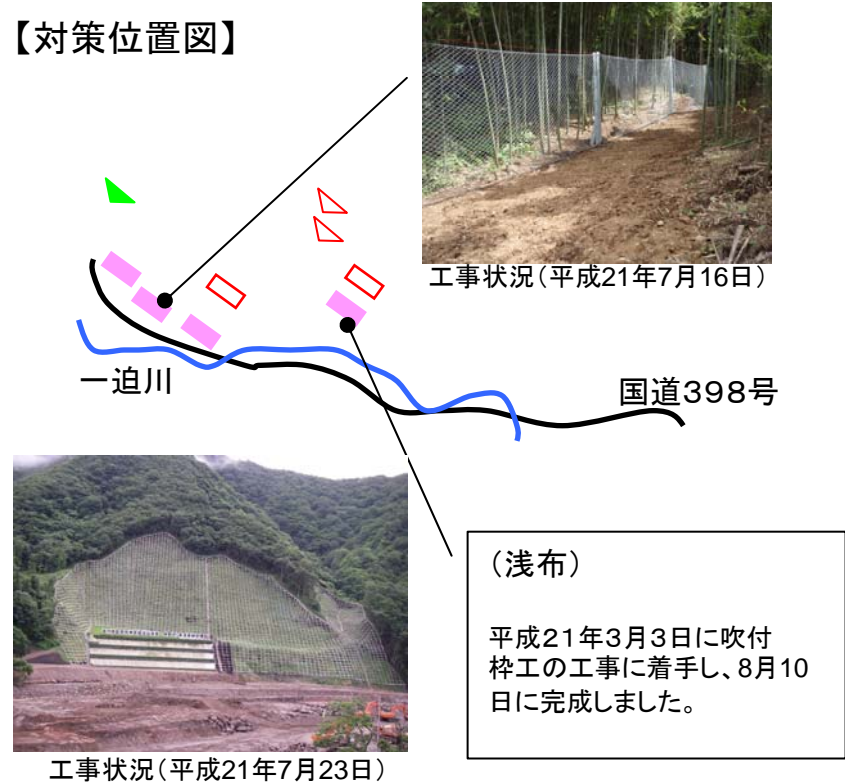 【対策位置図】
工事状況（平成21年7月16日）
一迫川
国道３９８号
（浅布）
平成２１年３月３日に吹付
枠工の工事に着手し、８月10
日に完成しました。
工事状況（平成21年7月23日）